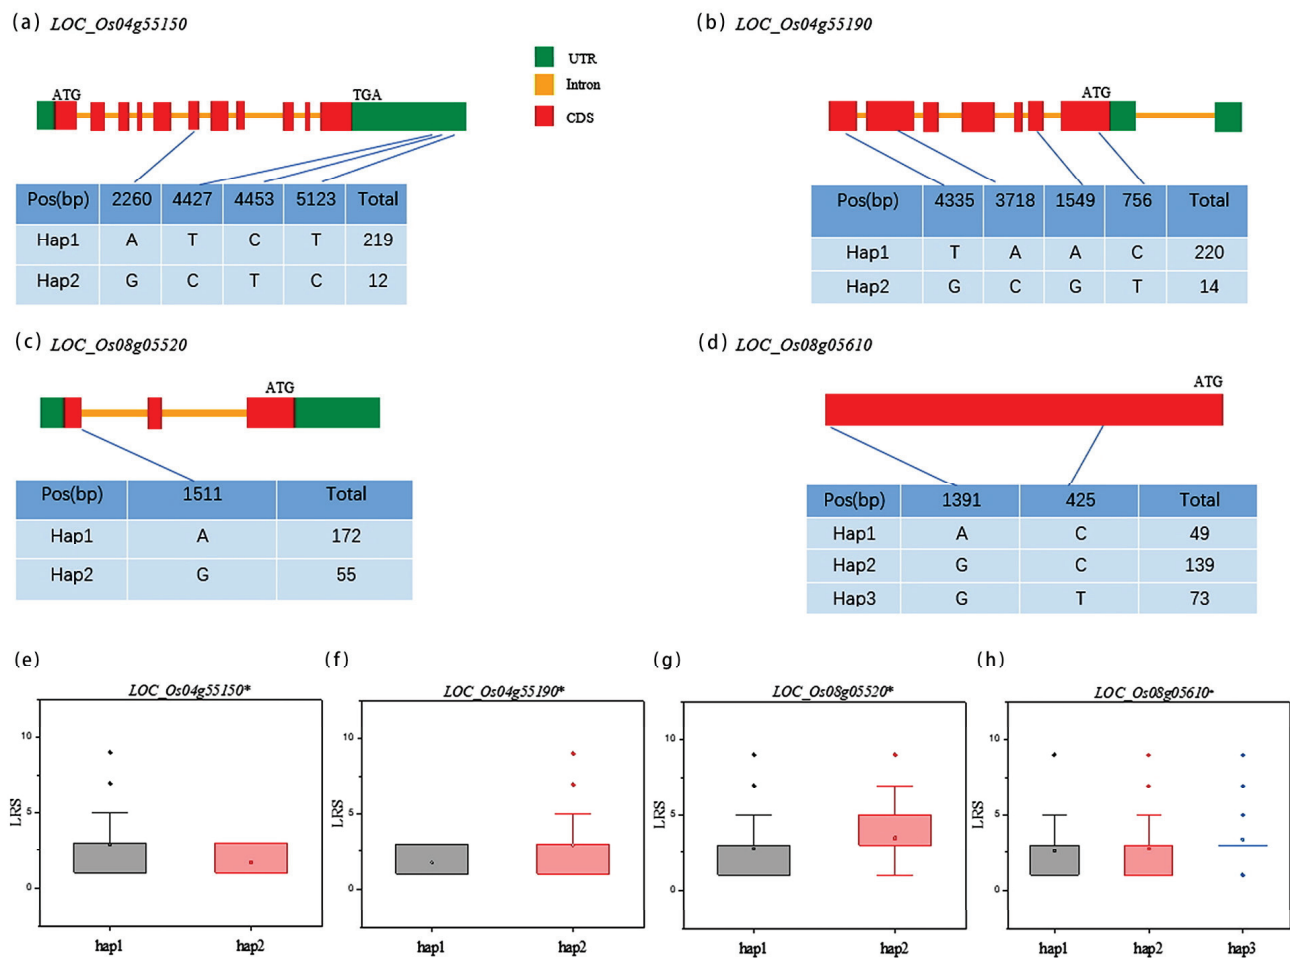 (a) LOC_Os04g55150
ATG
TGA
UTR
Intron
CDS
Pos(bp) 2260 4427 4453 5123 Total
Hap1 A T C T 219
Hap2 G C T C 12
(b) LOC_Os04g55190
ATG
Pos(bp) 4335 3718 1549 756 Total
Hap1 T A A C 220
Hap2 G C G T 14
(c) LOC_Os08g05520
ATG
Pos(bp) 1511 Total
Hap1 A 172
Hap2 G 55
(d) LOC_Os08g05610
ATG
Pos(bp) 1391 425 Total
Hap1 A C 49
Hap2 G C 139
Hap3 G T 73
(e)
LOC_Os04g55150*
LRS
10
5
0
hap1 hap2
(f)
LOC_Os04g55190*
LRS
10
5
0
hap1 hap2
(g)
LOC_Os08g05520*
LRS
10
5
0
hap1 hap2
(h)
LOC_Os08g05610*
LRS
10
5
0
hap1 hap2 hap3